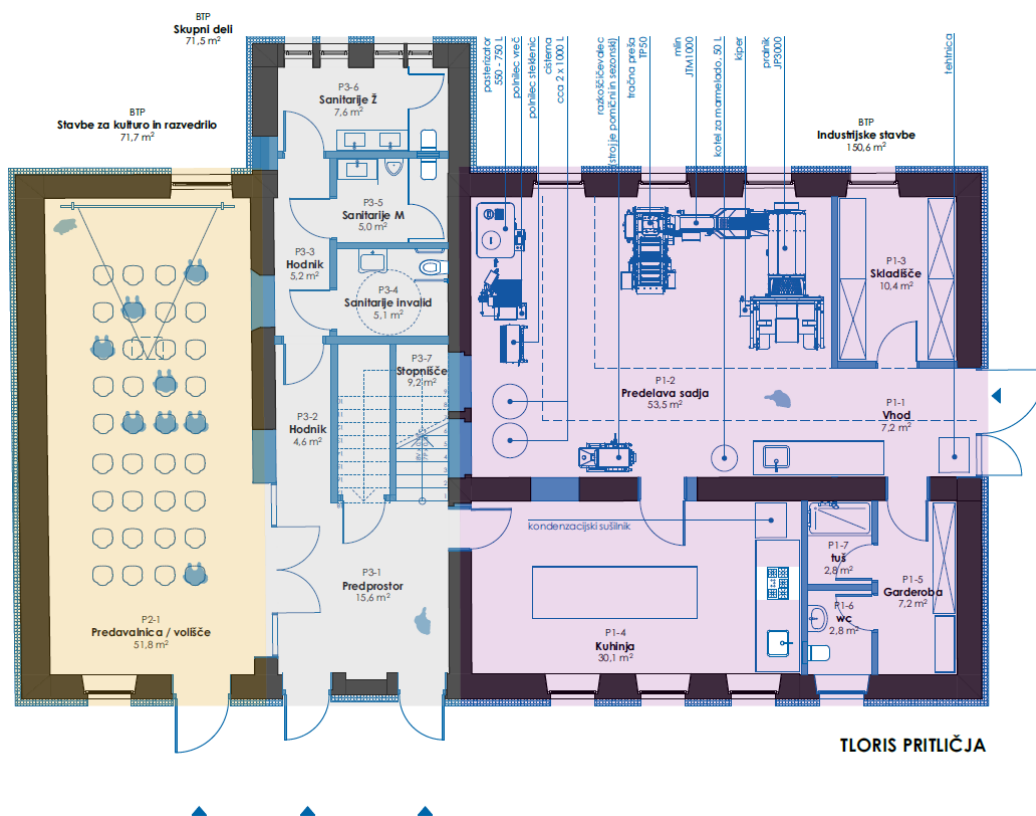 BTP
Skupni deli
71,5 m²
BTP
Stavbe za kulturo in razvedrilo
71,7 m²
BTP
Industrijske stavbe
150,6 m²
pasterizator
550 - 750 L
polnilec vreč
polnilec steklenic
cisterna
cca 2 x 1000 L
razkoščičevalec
(stroj je pomični in sezonski)
tračna preša
TP50
mlin
JTM1000
kotel za marmelado, 50 L
kiper
pralnik
JP3000
tehtnica
P3-6
Sanitarije Ž
7,6 m²
P3-5
Sanitarije M
5,0 m²
P3-3
Hodnik
5,2 m²
P3-4
Sanitarije invalid
5,1 m²
P3-7
Stopnišče
9,2 m²
P3-2
Hodnik
4,6 m²
P3-1
Predprostor
15,6 m²
P2-1
Predavalnica / volišče
51,8 m²
P1-3
Skladišče
10,4 m²
P1-2
Predelava sadja
53,5 m²
P1-1
Vhod
7,2 m²
kondenzacijski sušilnik
P1-4
Kuhinja
30,1 m²
P1-7
tuš
2,8 m²
P1-5
Garderoba
7,2 m²
P1-6
wc
2,8 m²
TLORIS PRITLIČJA